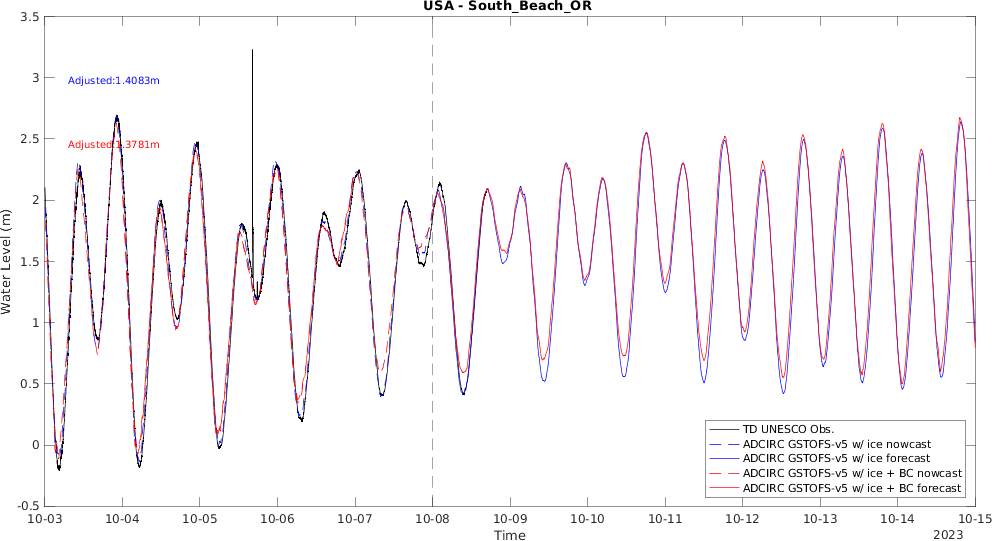 USA - South_Beach_OR
3.5
3
2.5
2
1.5
1
0.5
0
-0.5
Water Level (m)
Adjusted:1.4083m
Adjusted:1.3781m
TD UNESCO Obs.
ADCIRC GSTOFS-v5 w/ ice nowcast
ADCIRC GSTOFS-v5 w/ ice forecast
ADCIRC GSTOFS-v5 w/ ice + BC nowcast
ADCIRC GSTOFS-v5 w/ ice + BC forecast
10-03 10-04 10-05 10-06 10-07 10-08 10-09 10-10 10-11 10-12 10-13 10-14 10-15
Time
2023